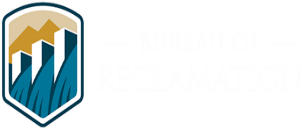 — BUREAU OF —
RECLAMATION